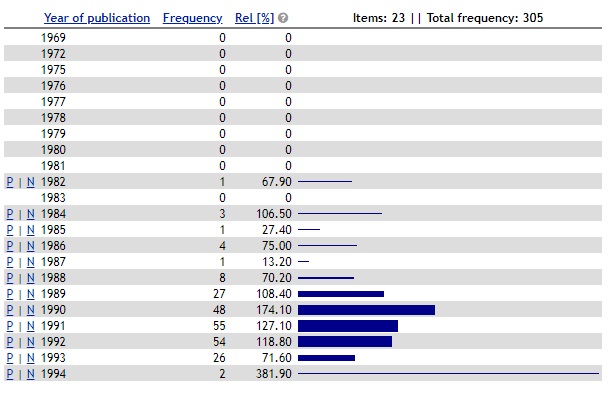 Year of publication Frequency Rel [%] ? Items: 23 || Total frequency: 305
1969 0 0
1972 0 0
1975 0 0
1976 0 0
1977 0 0
1978 0 0
1979 0 0
1980 0 0
1981 0 0
P | N 1982 1 67.90
1983 0 0
P | N 1984 3 106.50
P | N 1985 1 27.40
P | N 1986 4 75.00
P | N 1987 1 13.20
P | N 1988 8 70.20
P | N 1989 27 108.40
P | N 1990 48 174.10
P | N 1991 55 127.10
P | N 1992 54 118.80
P | N 1993 26 71.60
P | N 1994 2 381.90